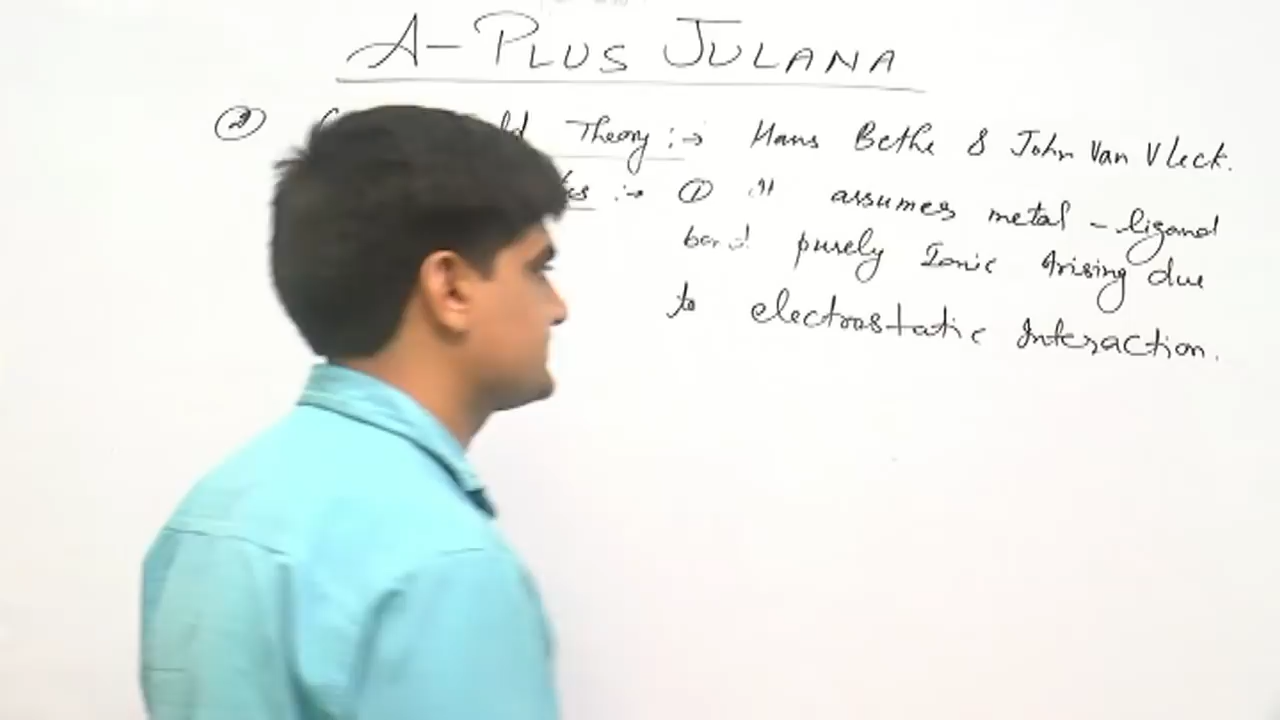 A- PLUS JULANA
② Theory :→ Hans Bethe & John Van Vleck.
:→ ① It assumes metal - ligand
bond purely Ionic Arising due
to electrostatic Interaction.